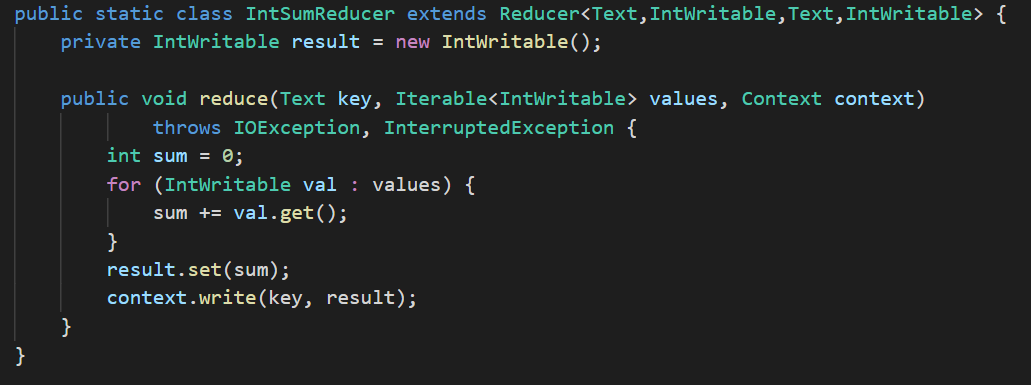 public static class IntSumReducer extends Reducer<Text,IntWritable,Text,IntWritable> {
    private IntWritable result = new IntWritable();

    public void reduce(Text key, Iterable<IntWritable> values, Context context)
            throws IOException, InterruptedException {
        int sum = 0;
        for (IntWritable val : values) {
            sum += val.get();
        }
        result.set(sum);
        context.write(key, result);
    }
}